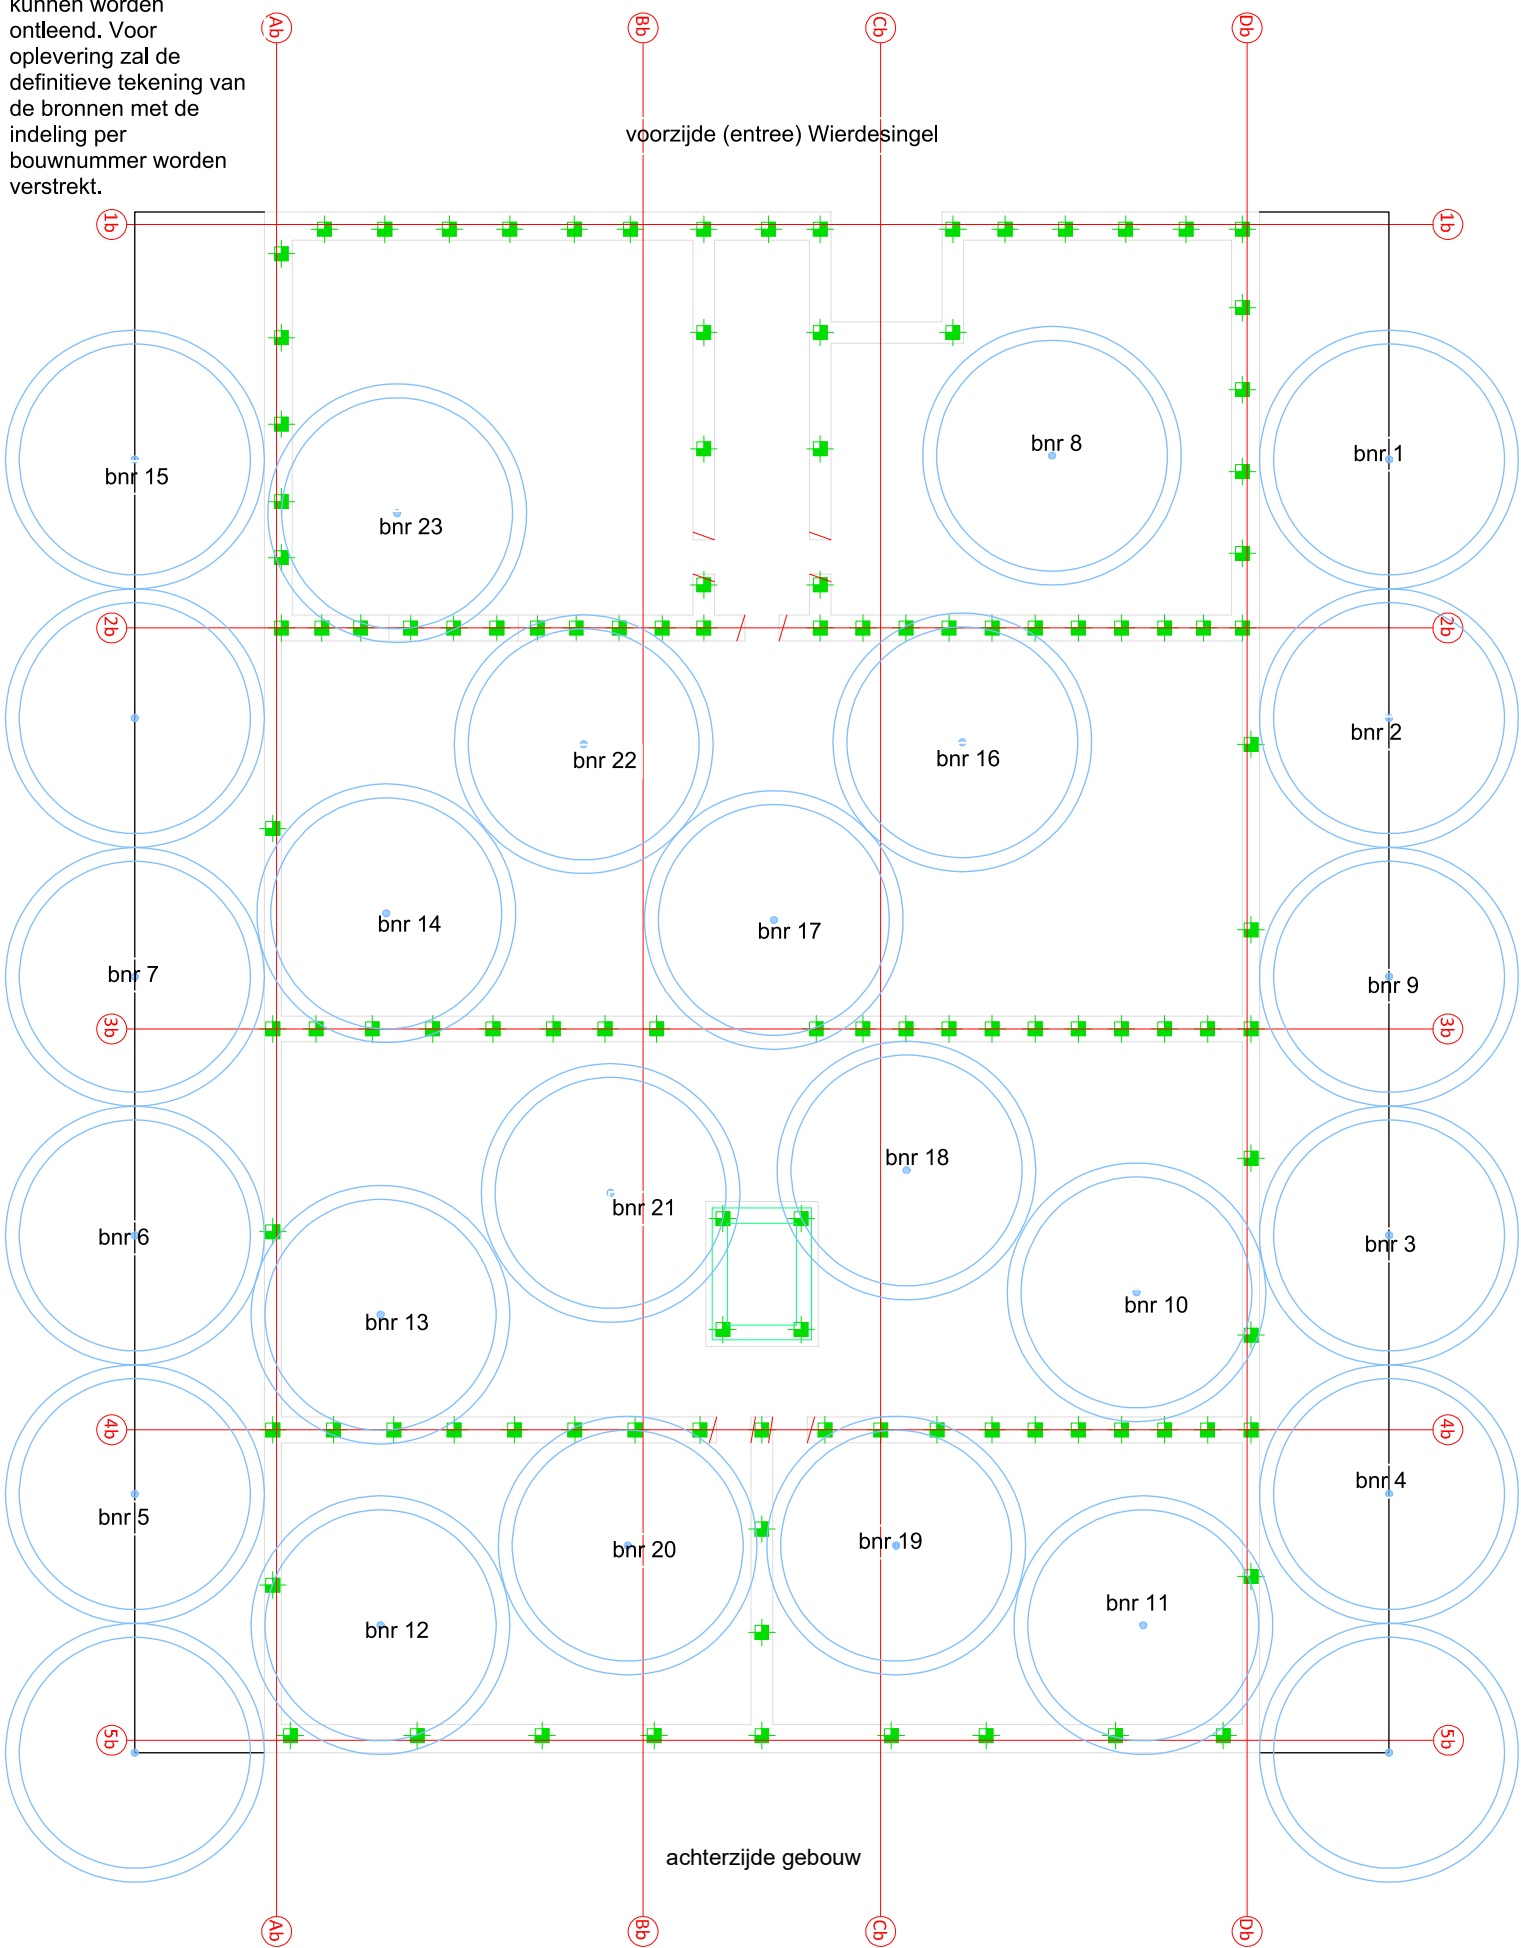 kunnen worden
ontleend. Voor
oplevering zal de
definitieve tekening van
de bronnen met de
indeling per
bouwnummer worden
verstrekt.
Ab
Bb
Cb
Db
voorzijde (entree) Wierdesingel
1b
1b
bnr 8
bnr 1
bnr 15
bnr 23
2b
2b
bnr 22
bnr 16
bnr 2
bnr 14
bnr 17
bnr 7
bnr 9
3b
3b
bnr 18
bnr 21
bnr 6
bnr 3
bnr 13
bnr 10
4b
4b
bnr 4
bnr 5
bnr 20
bnr 19
bnr 11
bnr 12
5b
5b
achterzijde gebouw
Ab
Bb
Cb
Db